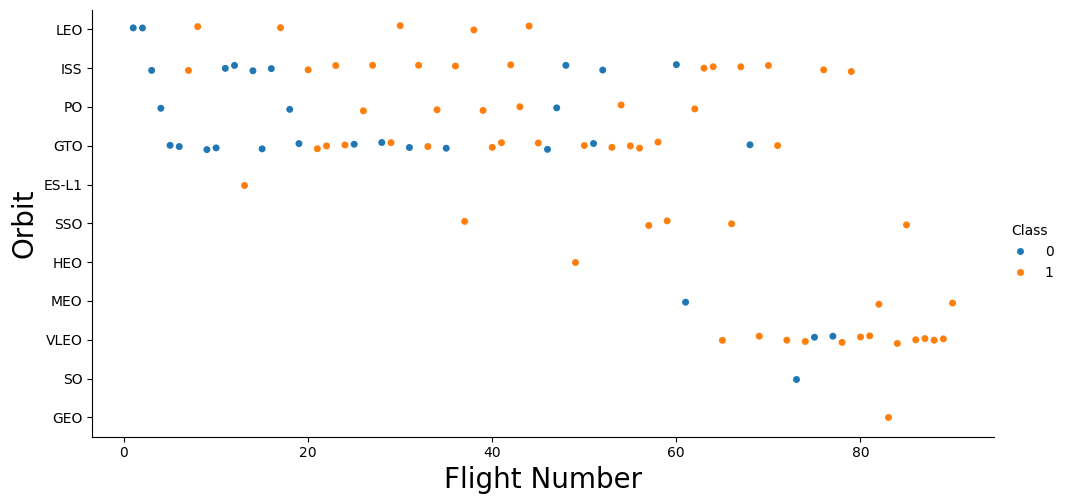 LEO
ISS
PO
GTO
ES-L1
SSO
HEO
MEO
VLEO
SO
GEO
Orbit
0 20 40 60 80
Flight Number
Class
0
1